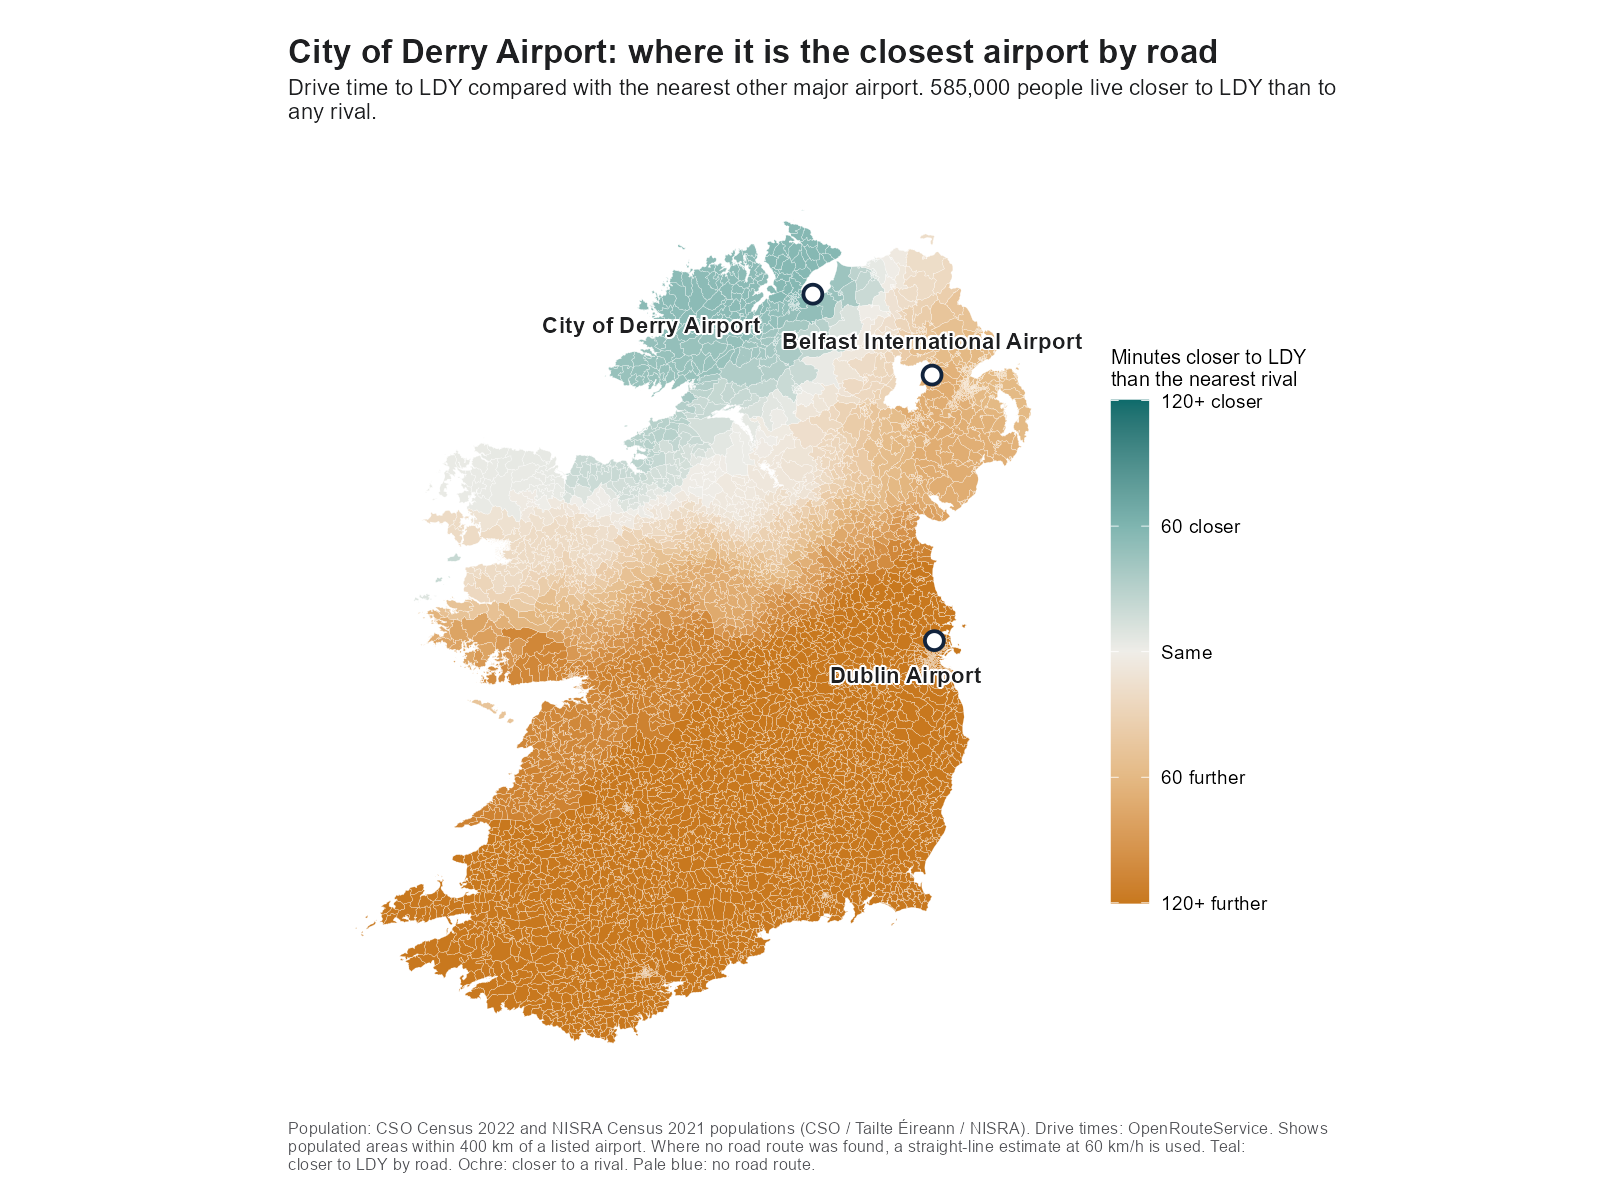 City of Derry Airport: where it is the closest airport by road
Drive time to LDY compared with the nearest other major airport. 585,000 people live closer to LDY than to
any rival.
City of Derry Airport
Belfast International Airport
Minutes closer to LDY
than the nearest rival
120+ closer
60 closer
Same
Dublin Airport
60 further
120+ further
Population: CSO Census 2022 and NISRA Census 2021 populations (CSO / Tailte Éireann / NISRA). Drive times: OpenRouteService. Shows
populated areas within 400 km of a listed airport. Where no road route was found, a straight-line estimate at 60 km/h is used. Teal:
closer to LDY by road. Ochre: closer to a rival. Pale blue: no road route.